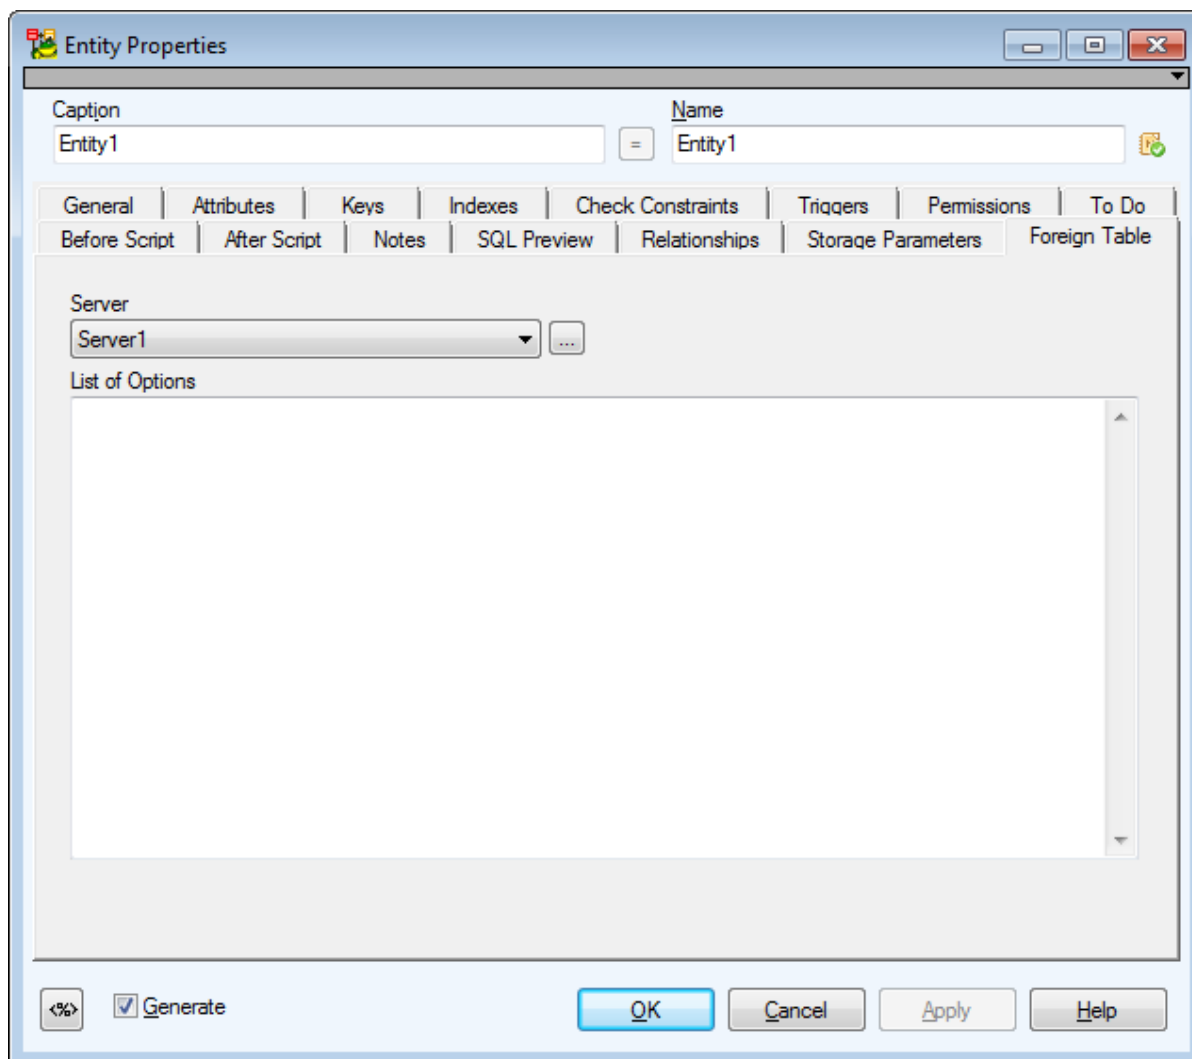 Entity Properties
Caption Name
Entity1 = Entity1
General Attributes Keys Indexes Check Constraints Triggers Permissions To Do
Before Script After Script Notes SQL Preview Relationships Storage Parameters Foreign Table
Server
Server1 ...
List of Options
<%> Generate OK Cancel Apply Help